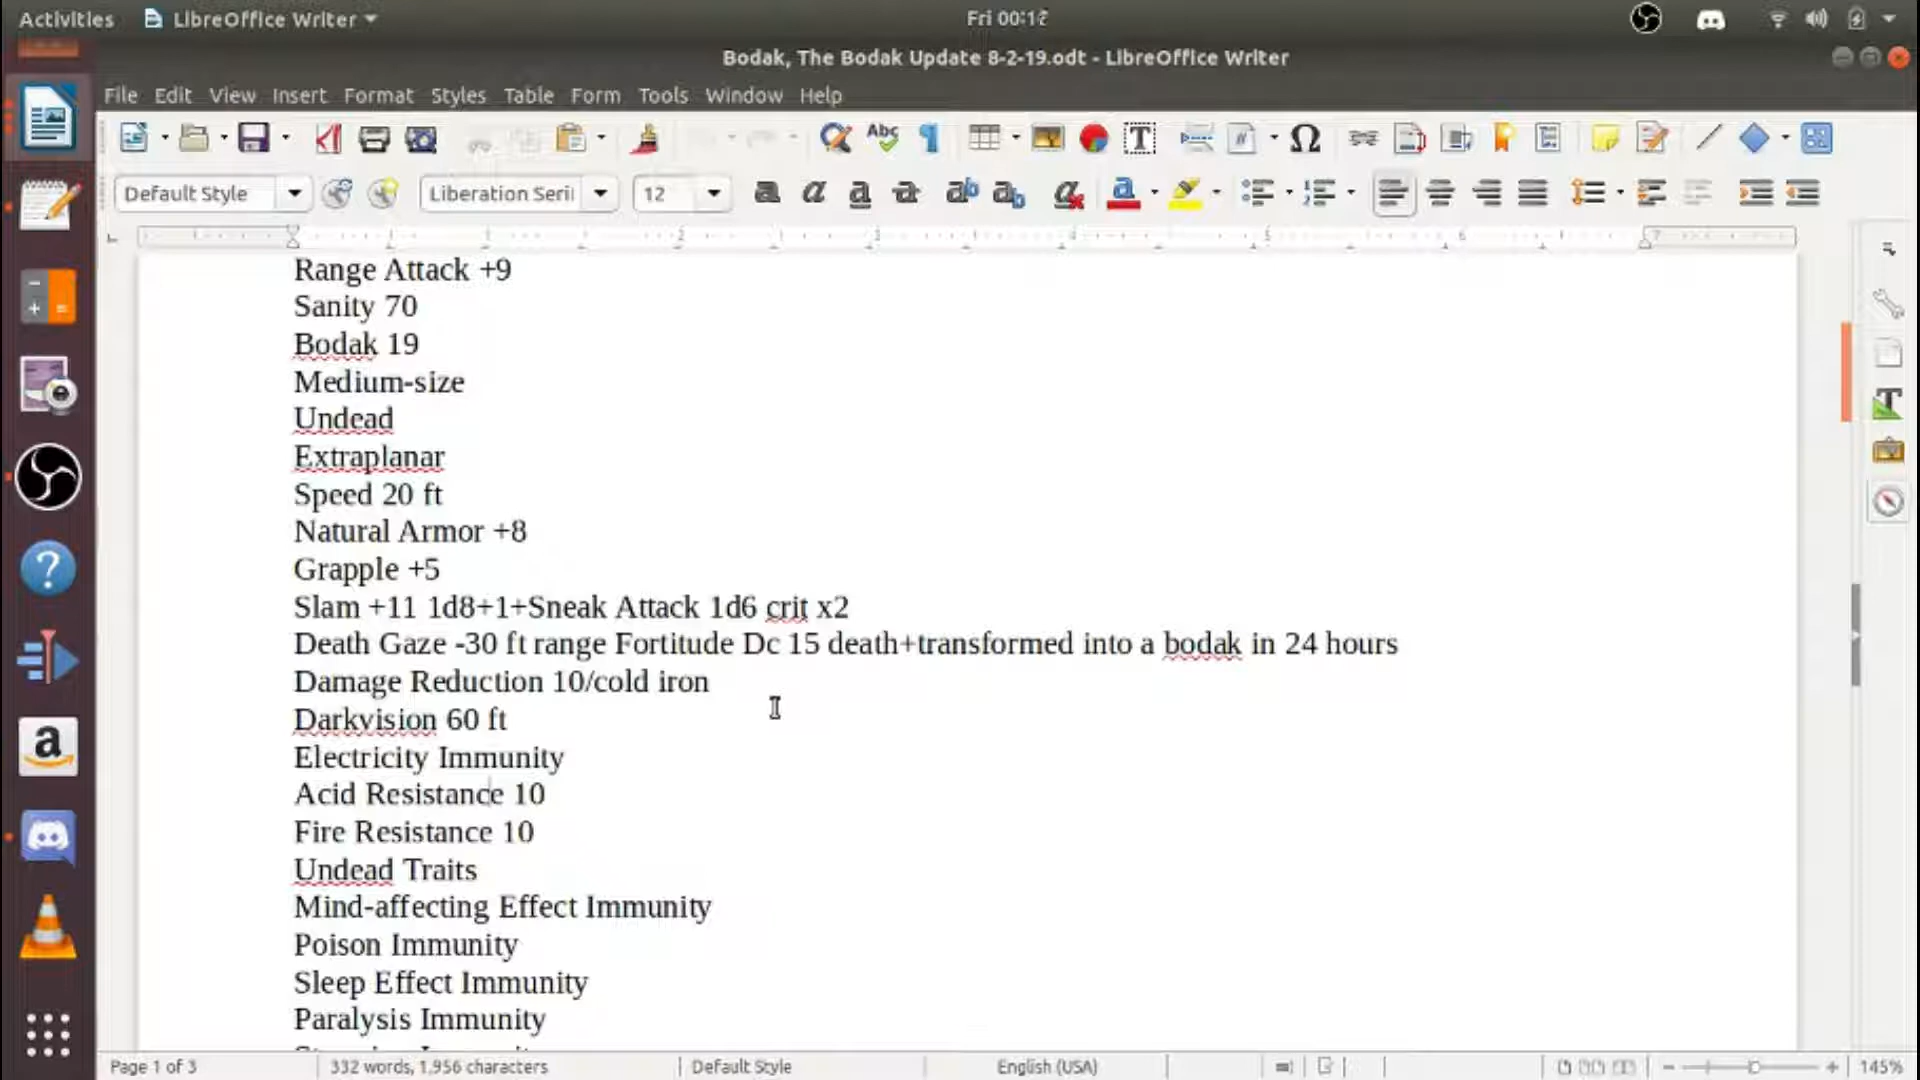 Activities LibreOffice Writer Fri 00:12
Bodak, The Bodak Update 8-2-19.odt - LibreOffice Writer
File Edit View Insert Format Styles Table Form Tools Window Help
Default Style Liberation Seri 12
2 3 4 5 6 7
Range Attack +9
Sanity 70
Bodak 19
Medium-size
Undead
Extraplanar
Speed 20 ft
Natural Armor +8
Grapple +5
Slam +11 1d8+1+Sneak Attack 1d6 crit x2
Death Gaze -30 ft range Fortitude Dc 15 death+transformed into a bodak in 24 hours
Damage Reduction 10/cold iron
Darkvision 60 ft
Electricity Immunity
Acid Resistance 10
Fire Resistance 10
Undead Traits
Mind-affecting Effect Immunity
Poison Immunity
Sleep Effect Immunity
Paralysis Immunity
Page 1 of 3 332 words, 1,956 characters Default Style English (USA) 145%